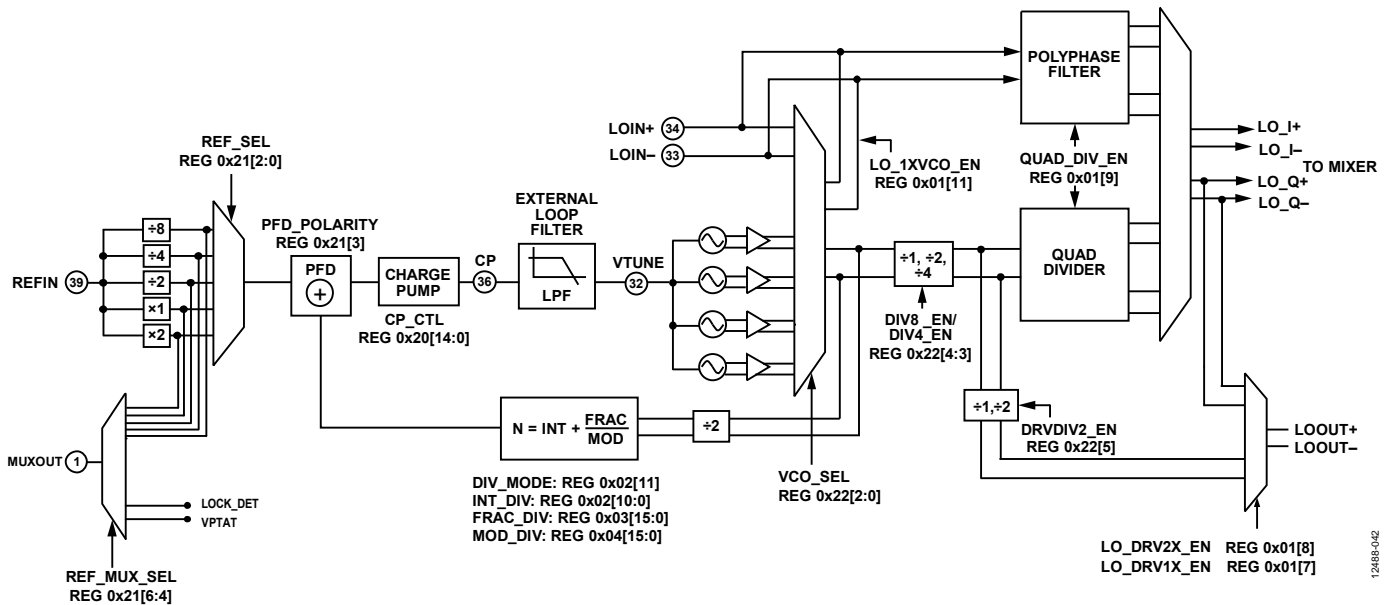 POLYPHASE
FILTER
LOIN+ 34
LOIN– 33
LO_1XVCO_EN
REG 0x01[11]
QUAD_DIV_EN
REG 0x01[9]
LO_I+
LO_I–
TO MIXER
LO_Q+
LO_Q–
REF_SEL
REG 0x21[2:0]
PFD_POLARITY
REG 0x21[3]
EXTERNAL
LOOP
FILTER
÷8
÷4
÷2
×1
×2
REFIN 39
PFD
+
CHARGE
PUMP
CP
36
LPF
VTUNE
32
CP_CTL
REG 0x20[14:0]
÷1, ÷2,
÷4
QUAD
DIVIDER
DIV8_EN/
DIV4_EN
REG 0x22[4:3]
N = INT + FRAC
MOD
÷2
÷1,÷2
DRVDIV2_EN
REG 0x22[5]
LOOUT+
LOOUT–
MUXOUT 1
LOCK_DET
VPTAT
VCO_SEL
REG 0x22[2:0]
DIV_MODE: REG 0x02[11]
INT_DIV: REG 0x02[10:0]
FRAC_DIV: REG 0x03[15:0]
MOD_DIV: REG 0x04[15:0]
REF_MUX_SEL
REG 0x21[6:4]
LO_DRV2X_EN REG 0x01[8]
LO_DRV1X_EN REG 0x01[7]
12488-042